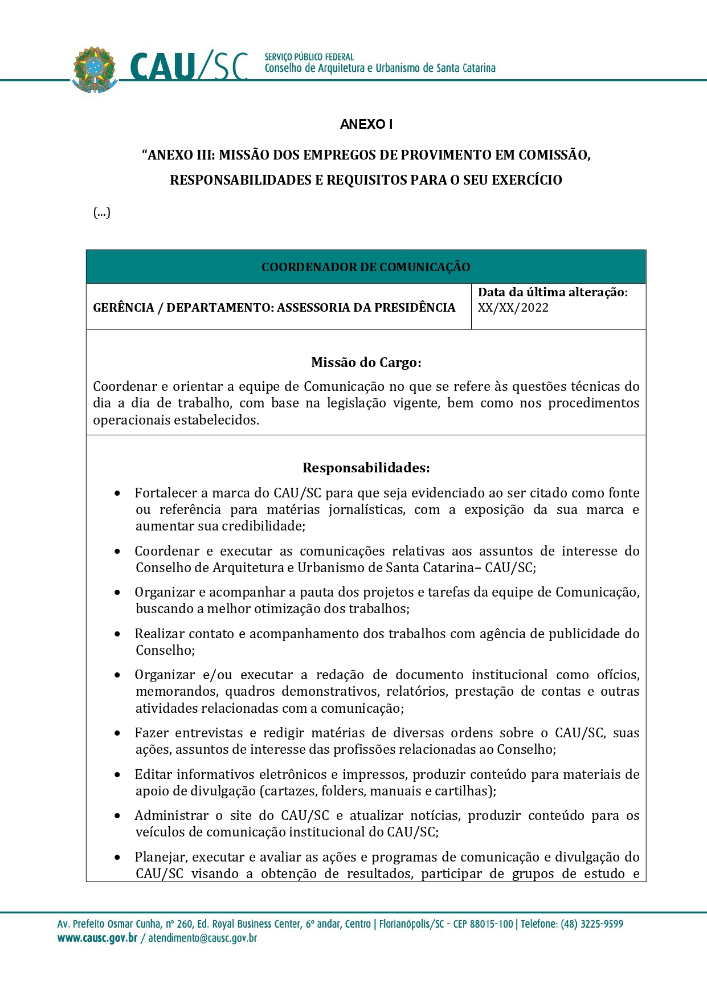 CAU/SC
SERVIÇO PÚBLICO FEDERAL
Conselho de Arquitetura e Urbanismo de Santa Catarina
ANEXO I
“ANEXO III: MISSÃO DOS EMPREGOS DE PROVIMENTO EM COMISSÃO,
RESPONSABILIDADES E REQUISITOS PARA O SEU EXERCÍCIO
(...)
COORDENADOR DE COMUNICAÇÃO
GERÊNCIA / DEPARTAMENTO: ASSESSORIA DA PRESIDÊNCIA
Data da última alteração:
XX/XX/2022
Missão do Cargo:
Coordenar e orientar a equipe de Comunicação no que se refere às questões técnicas do
dia a dia de trabalho, com base na legislação vigente, bem como nos procedimentos
operacionais estabelecidos.
Responsabilidades:
• Fortalecer a marca do CAU/SC para que seja evidenciado ao ser citado como fonte
ou referência para matérias jornalísticas, com a exposição da sua marca e
aumentar sua credibilidade;
• Coordenar e executar as comunicações relativas aos assuntos de interesse do
Conselho de Arquitetura e Urbanismo de Santa Catarina– CAU/SC;
• Organizar e acompanhar a pauta dos projetos e tarefas da equipe de Comunicação,
buscando a melhor otimização dos trabalhos;
• Realizar contato e acompanhamento dos trabalhos com agência de publicidade do
Conselho;
• Organizar e/ou executar a redação de documento institucional como ofícios,
memorandos, quadros demonstrativos, relatórios, prestação de contas e outras
atividades relacionadas com a comunicação;
• Fazer entrevistas e redigir matérias de diversas ordens sobre o CAU/SC, suas
ações, assuntos de interesse das profissões relacionadas ao Conselho;
• Editar informativos eletrônicos e impressos, produzir conteúdo para materiais de
apoio de divulgação (cartazes, folders, manuais e cartilhas);
• Administrar o site do CAU/SC e atualizar notícias, produzir conteúdo para os
veículos de comunicação institucional do CAU/SC;
• Planejar, executar e avaliar as ações e programas de comunicação e divulgação do
CAU/SC visando a obtenção de resultados, participar de grupos de estudo e
Av. Prefeito Osmar Cunha, nº 260, Ed. Royal Business Center, 6º andar, Centro | Florianópolis/SC - CEP 88015-100 | Telefone: (48) 3225-9599
www.causc.gov.br / atendimento@causc.gov.br